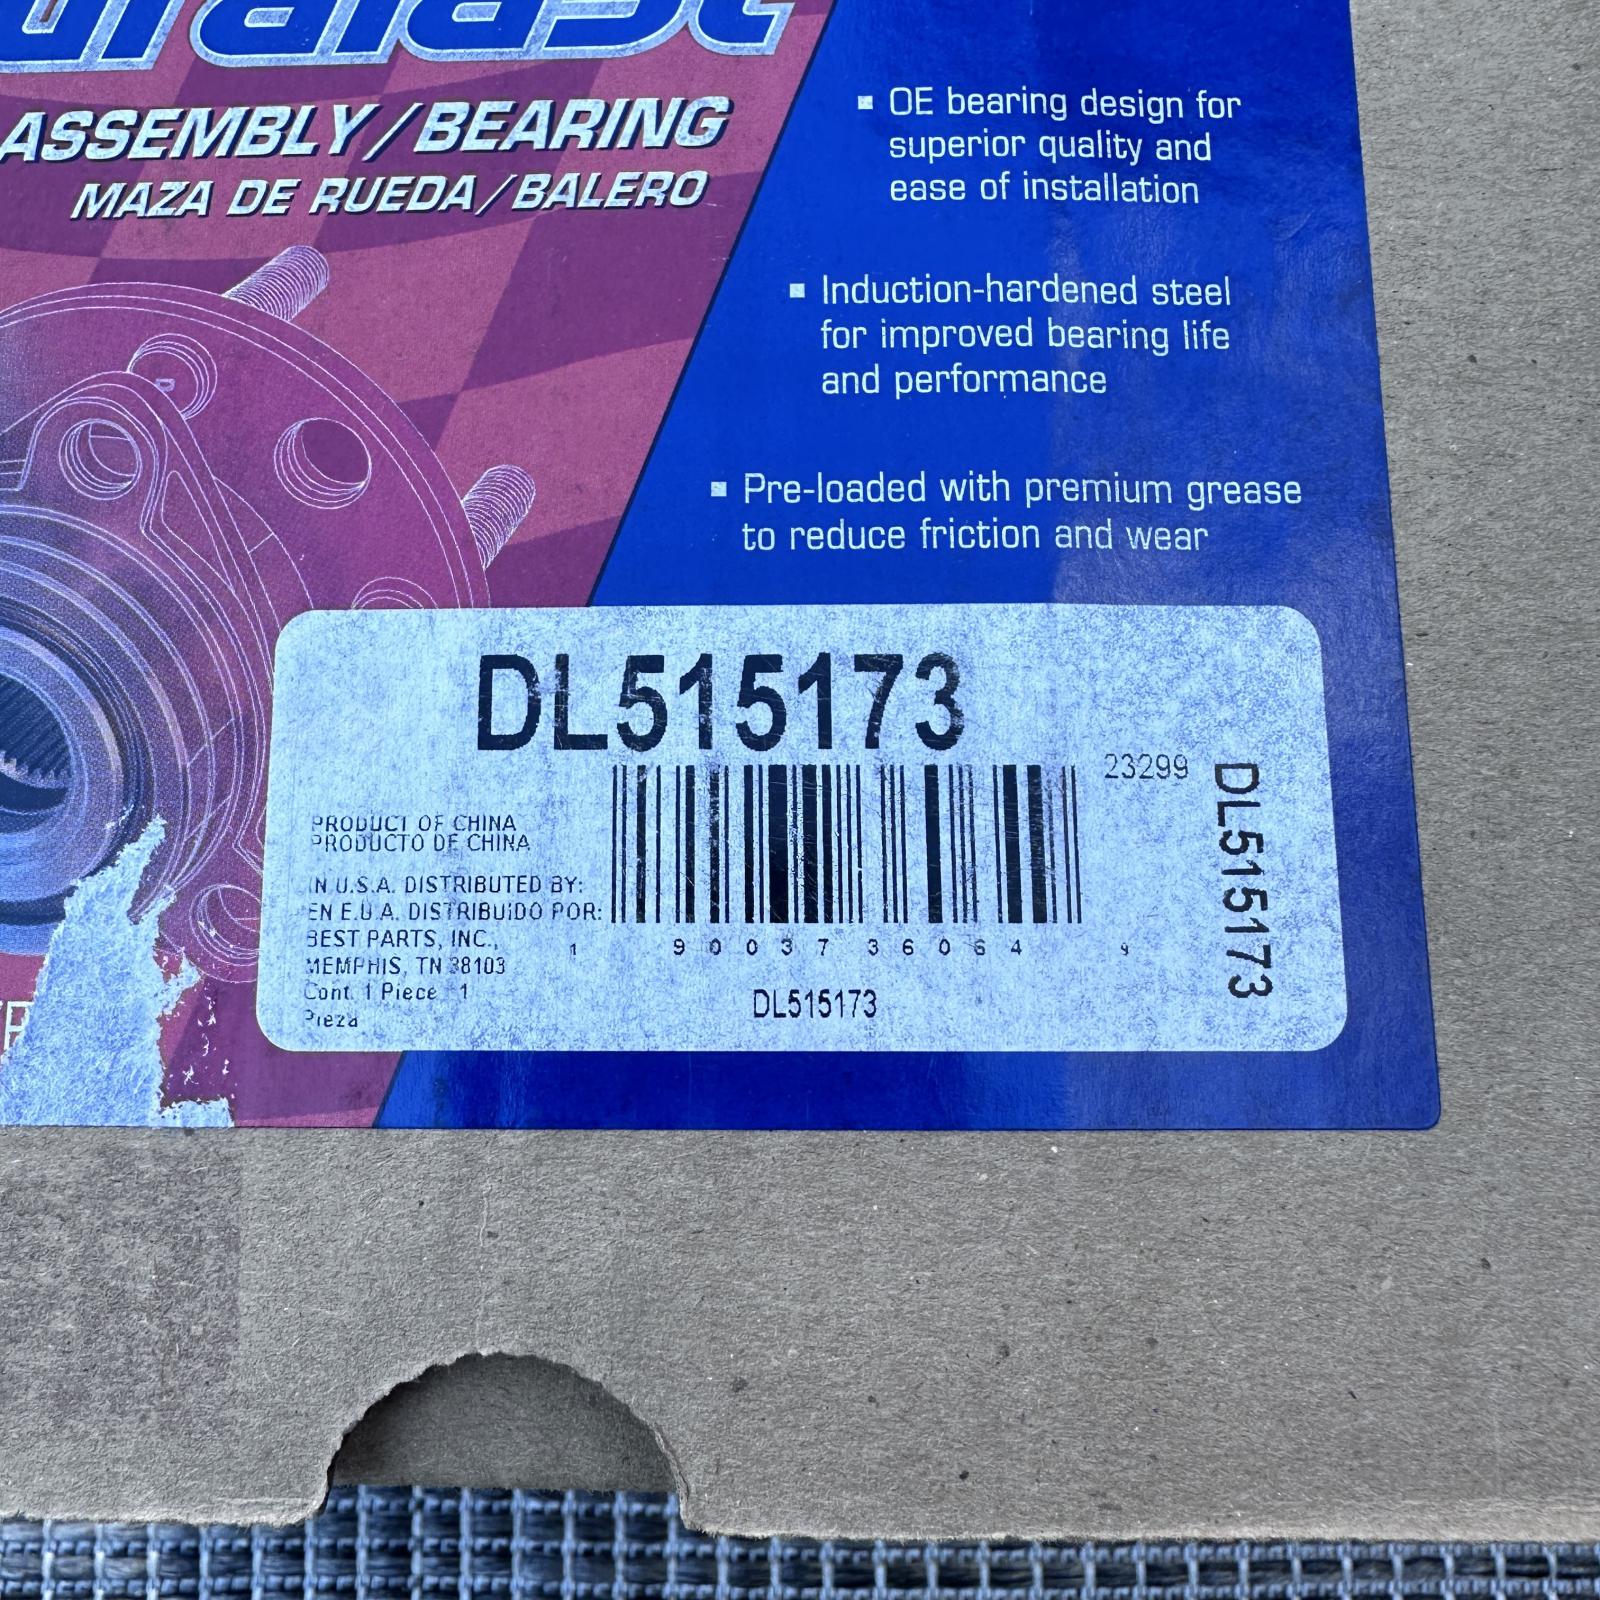 ASSEMBLY/BEARING
MAZA DE RUEDA/BALERO
▪ OE bearing design for
superior quality and
ease of installation
▪ Induction-hardened steel
for improved bearing life
and performance
▪ Pre-loaded with premium grease
to reduce friction and wear
DL515173
23299
DL515173
PRODUCT OF CHINA
PRODUCTO DE CHINA
IN U.S.A. DISTRIBUTED BY:
EN E.U.A. DISTRIBUIDO POR:
BEST PARTS, INC.,
MEMPHIS, TN 38103
Cont. 1 Piece 1
Pieza
1 90037 36064 9
DL515173